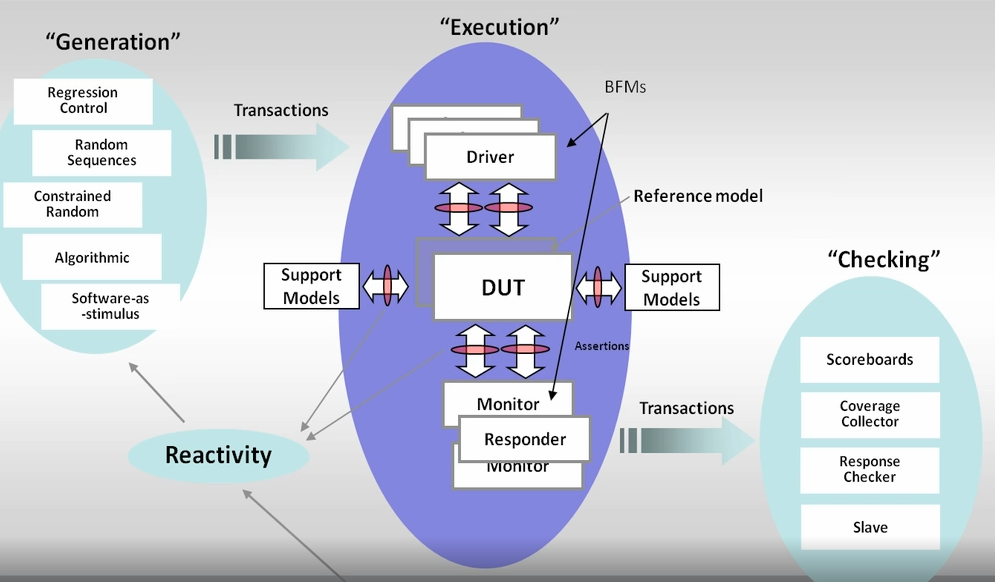 “Generation”
Regression
Control
Random
Sequences
Constrained
Random
Algorithmic
Software-as
-stimulus
Transactions
“Execution”
BFMs
Driver
Reference model
Support
Models
DUT
Support
Models
Assertions
Monitor
Responder
Monitor
Transactions
Reactivity
“Checking”
Scoreboards
Coverage
Collector
Response
Checker
Slave